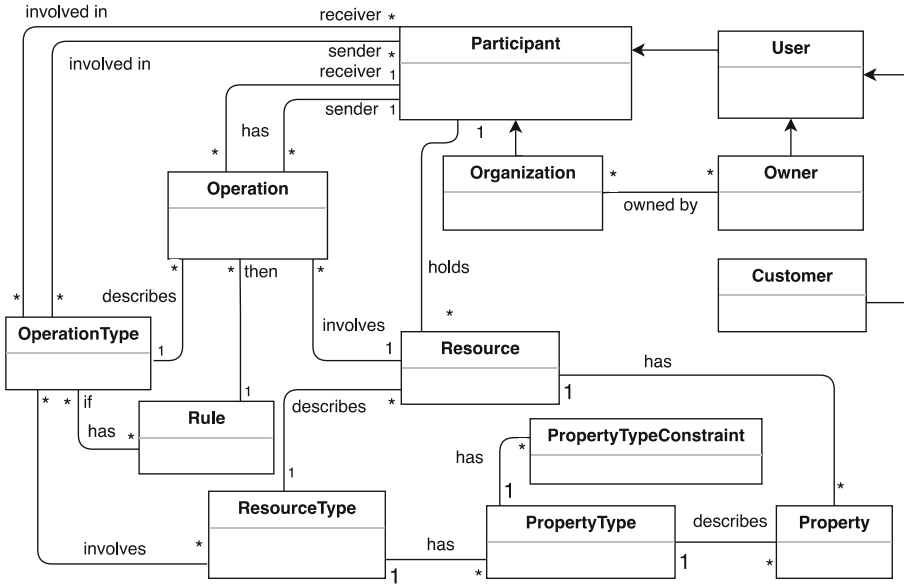 involved in
receiver *
Participant
User
involved in
sender
*
receiver
1
sender
1
has
*
*
1
Operation
Organization
*
*
Owner
owned by
*
*
then
*
holds
Customer
describes
*
*
involves
*
OperationType
1
1
Resource
has
*
if
*
1
describes
*
1
has
*
Rule
PropertyTypeConstraint
has
*
1
1
*
ResourceType
PropertyType
describes
Property
involves
*
has
1
*
1
*